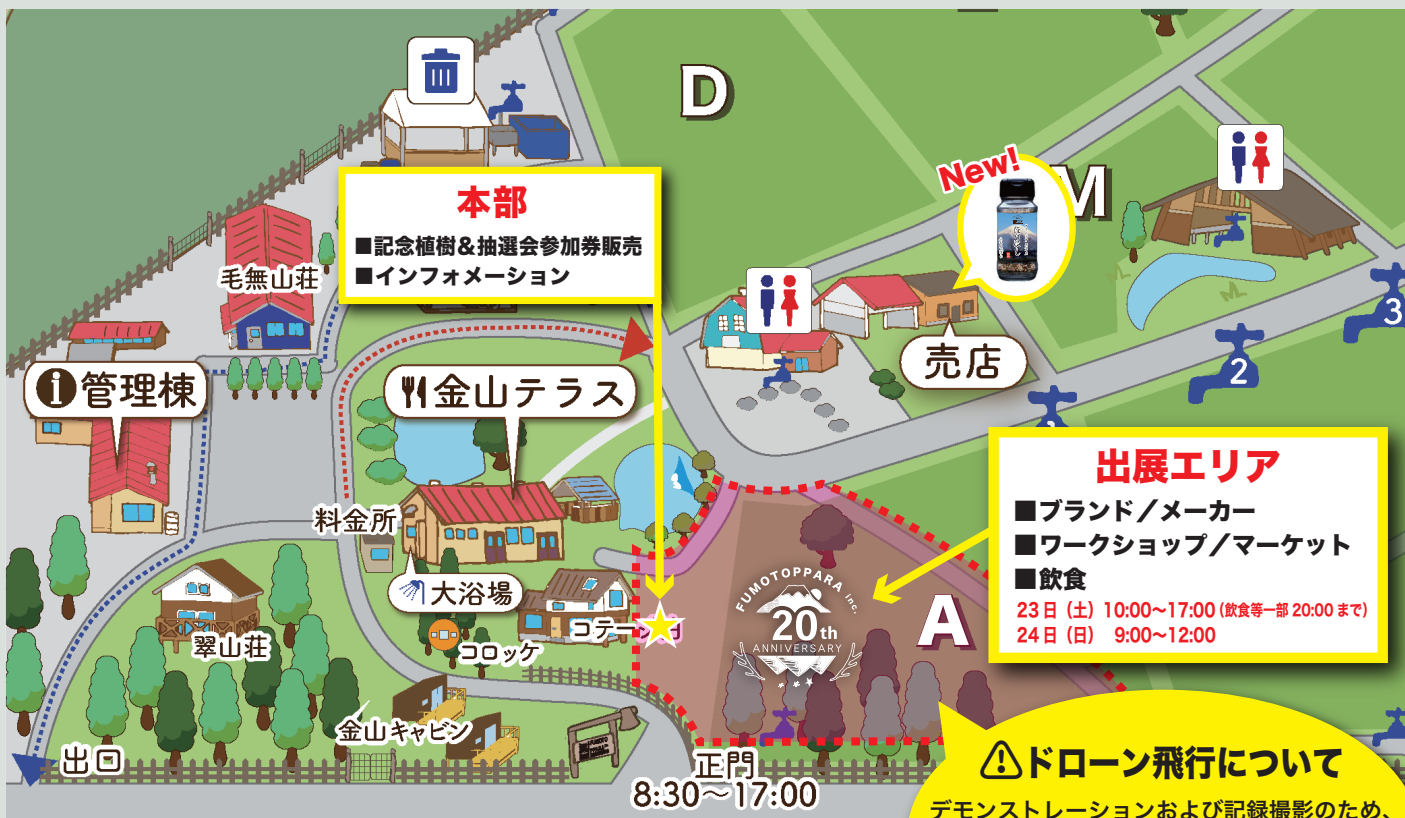 D
New!
M
本部
■記念植樹&抽選会参加券販売
■インフォメーション
毛無山荘
3
2
売店
i管理棟
金山テラス
料金所
大浴場
翠山荘
コロッケ
金山キャビン
出口
正門
8:30〜17:00
FUMOTOPPARA inc.
20th
ANNIVERSARY
A
出展エリア
■ブランド/メーカー
■ワークショップ/マーケット
■飲食
23日(土) 10:00〜17:00(飲食等一部20:00まで)
24日(日) 9:00〜12:00
⚠ドローン飛行について
デモンストレーションおよび記録撮影のため、